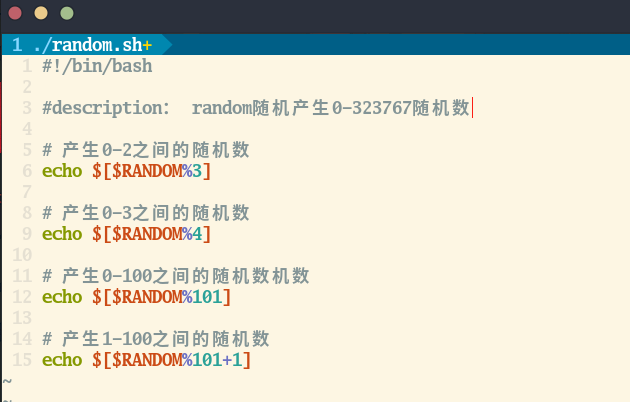 1 ./random.sh+
1 #!/bin/bash
2
3 #description: random随机产生0-323767随机数
4
5 # 产生0-2之间的随机数
6 echo $[$RANDOM%3]
7
8 # 产生0-3之间的随机数
9 echo $[$RANDOM%4]
10
11 # 产生0-100之间的随机数机数
12 echo $[$RANDOM%101]
13
14 # 产生1-100之间的随机数
15 echo $[$RANDOM%101+1]
~
~